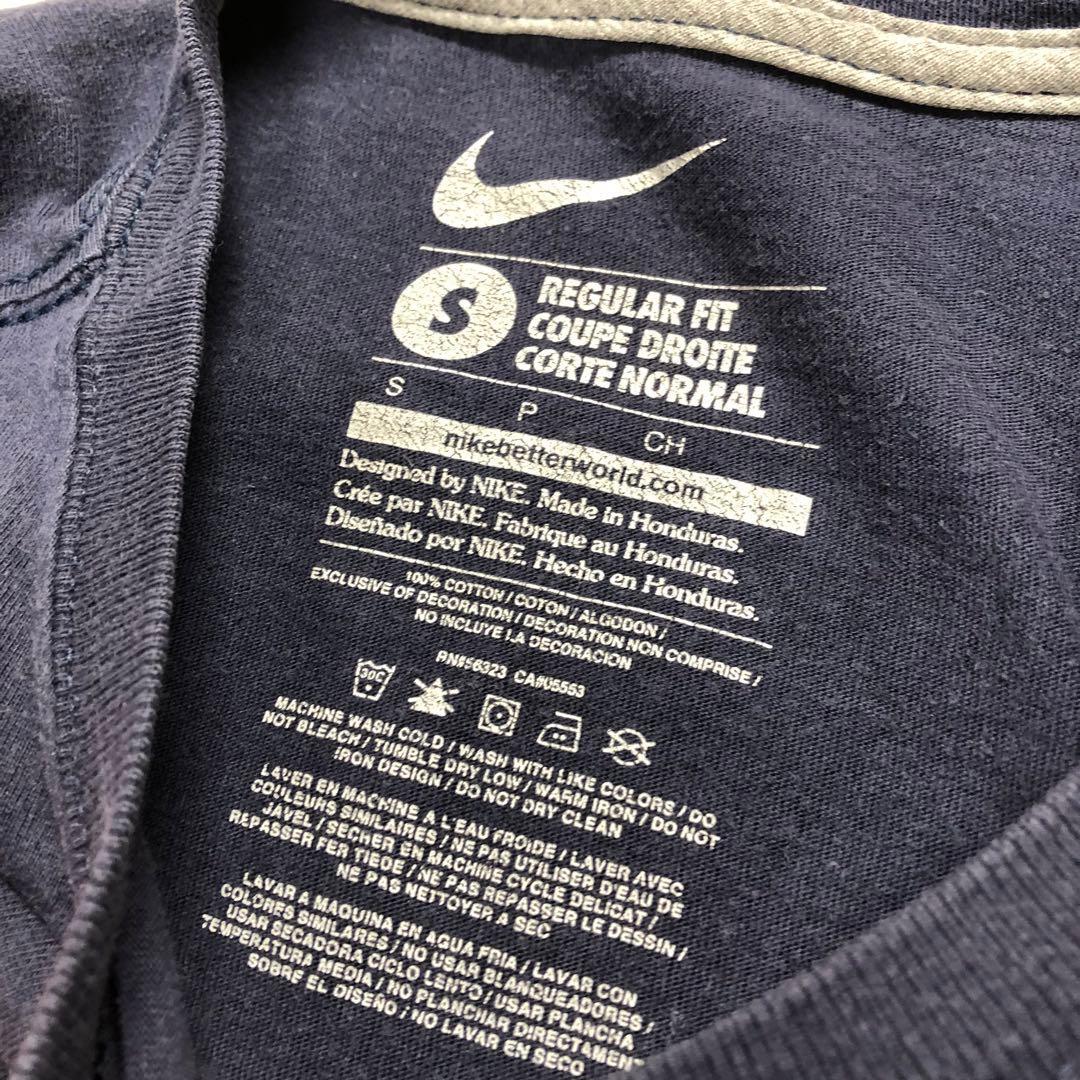 S
REGULAR FIT
COUPE DROITE
CORTE NORMAL
S P CH
nikebetterworld.com
Designed by NIKE. Made in Honduras.
Crée par NIKE. Fabrique au Honduras.
Diseñado por NIKE. Hecho en Honduras.
100% COTTON / COTON / ALGODON /
EXCLUSIVE OF DECORATION / DECORATION NON COMPRISE /
NO INCLUYE LA DECORACION
RN#56323 CA#05553
30C
MACHINE WASH COLD / WASH WITH LIKE COLORS / DO
NOT BLEACH / TUMBLE DRY LOW / WARM IRON / DO NOT
IRON DESIGN / DO NOT DRY CLEAN
LAVER EN MACHINE A L'EAU FROIDE / LAVER AVEC
COULEURS SIMILAIRES / NE PAS UTILISER D'EAU DE
JAVEL / SECHER EN MACHINE CYCLE DELICAT /
REPASSER FER TIEDE / NE PAS REPASSER LE DESSIN /
NE PAS NETTOYER A SEC
LAVAR A MAQUINA EN AGUA FRIA / LAVAR CON
COLORES SIMILARES / NO USAR BLANQUEADORES /
USAR SECADORA CICLO LENTO / USAR PLANCHA
TEMPERATURA MEDIA / NO PLANCHAR DIRECTAMENT
SOBRE EL DISEÑO / NO LAVAR EN SECO